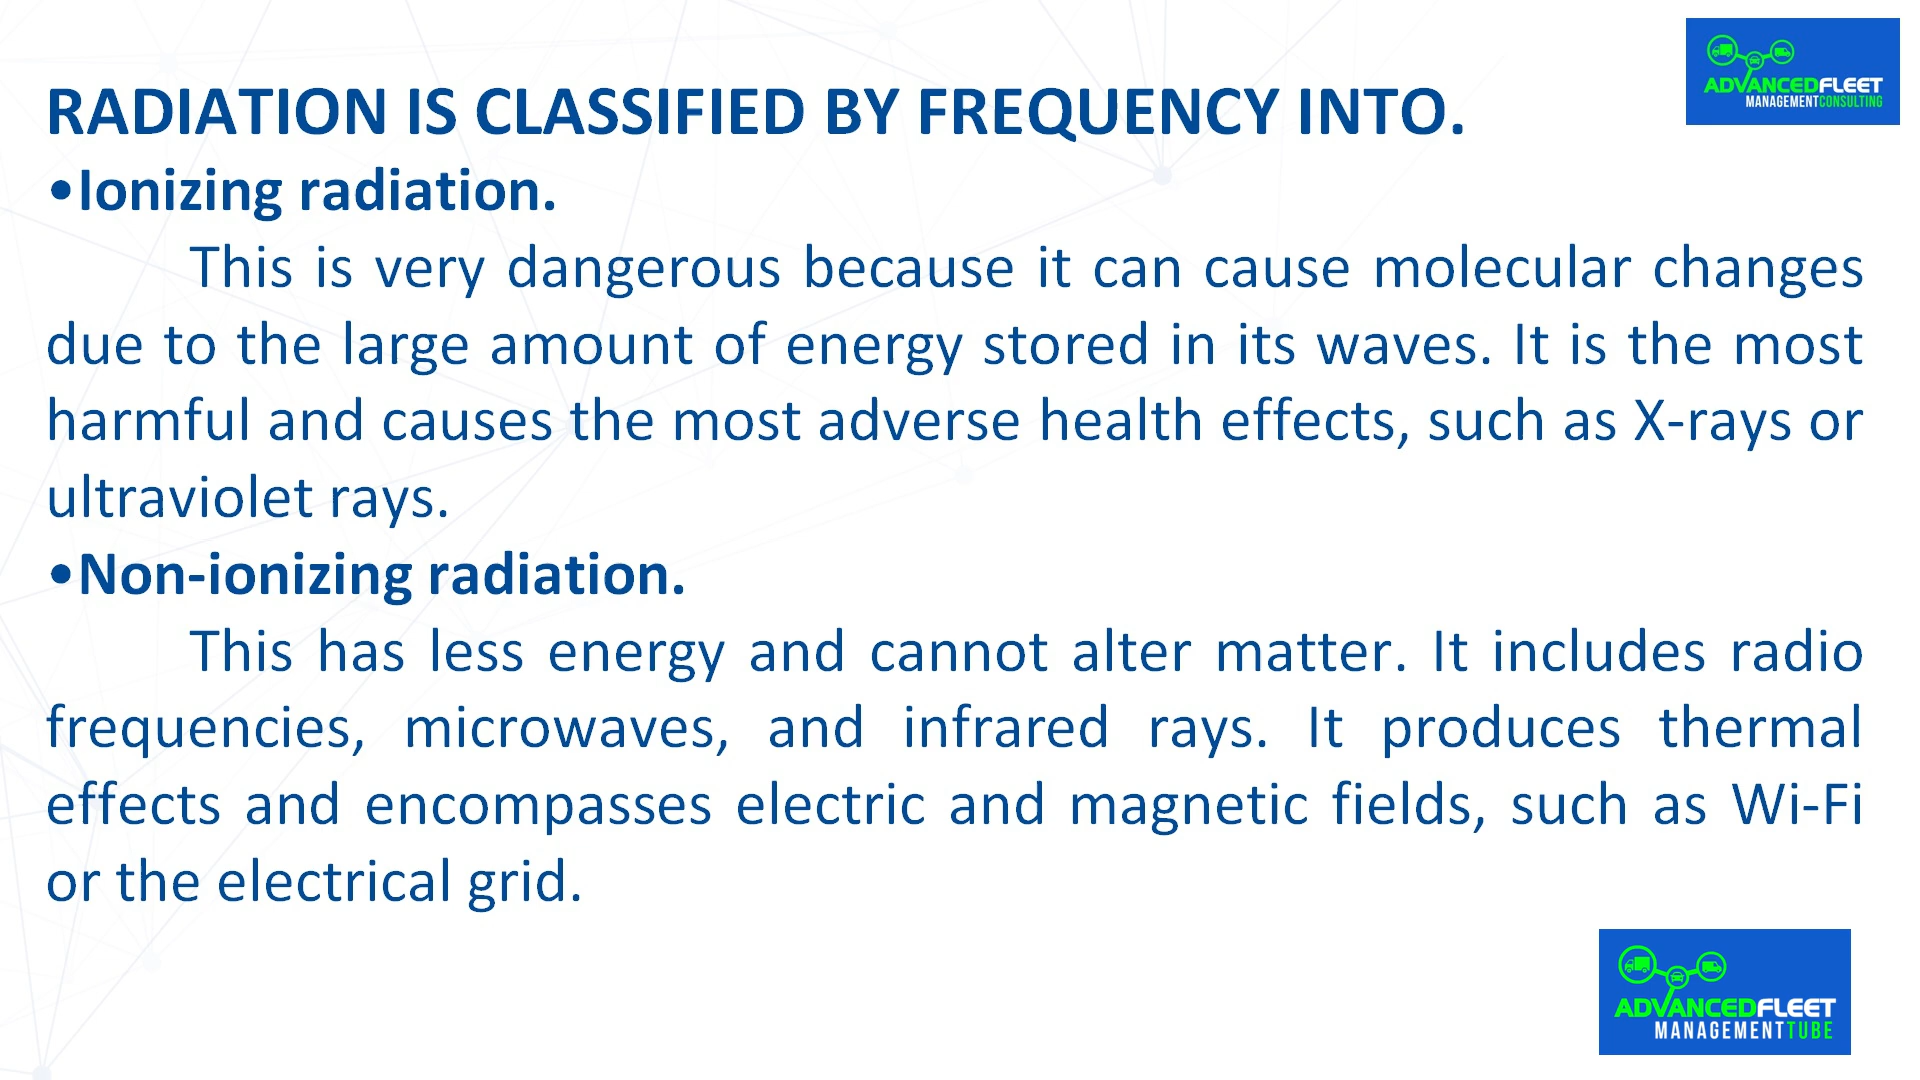 ADVANCEDFLEET
MANAGEMENTCONSULTING
RADIATION IS CLASSIFIED BY FREQUENCY INTO.
•Ionizing radiation.
This is very dangerous because it can cause molecular changes
due to the large amount of energy stored in its waves. It is the most
harmful and causes the most adverse health effects, such as X-rays or
ultraviolet rays.
•Non-ionizing radiation.
This has less energy and cannot alter matter. It includes radio
frequencies, microwaves, and infrared rays. It produces thermal
effects and encompasses electric and magnetic fields, such as Wi-Fi
or the electrical grid.
ADVANCEDFLEET
MANAGEMENTTUBE